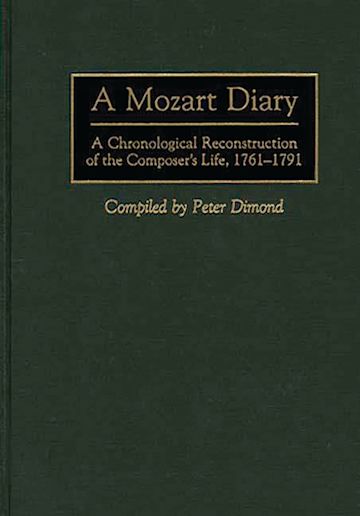 A Mozart Diary
A Chronological Reconstruction
of the Composer's Life, 1761–1791
Compiled by Peter Dimond